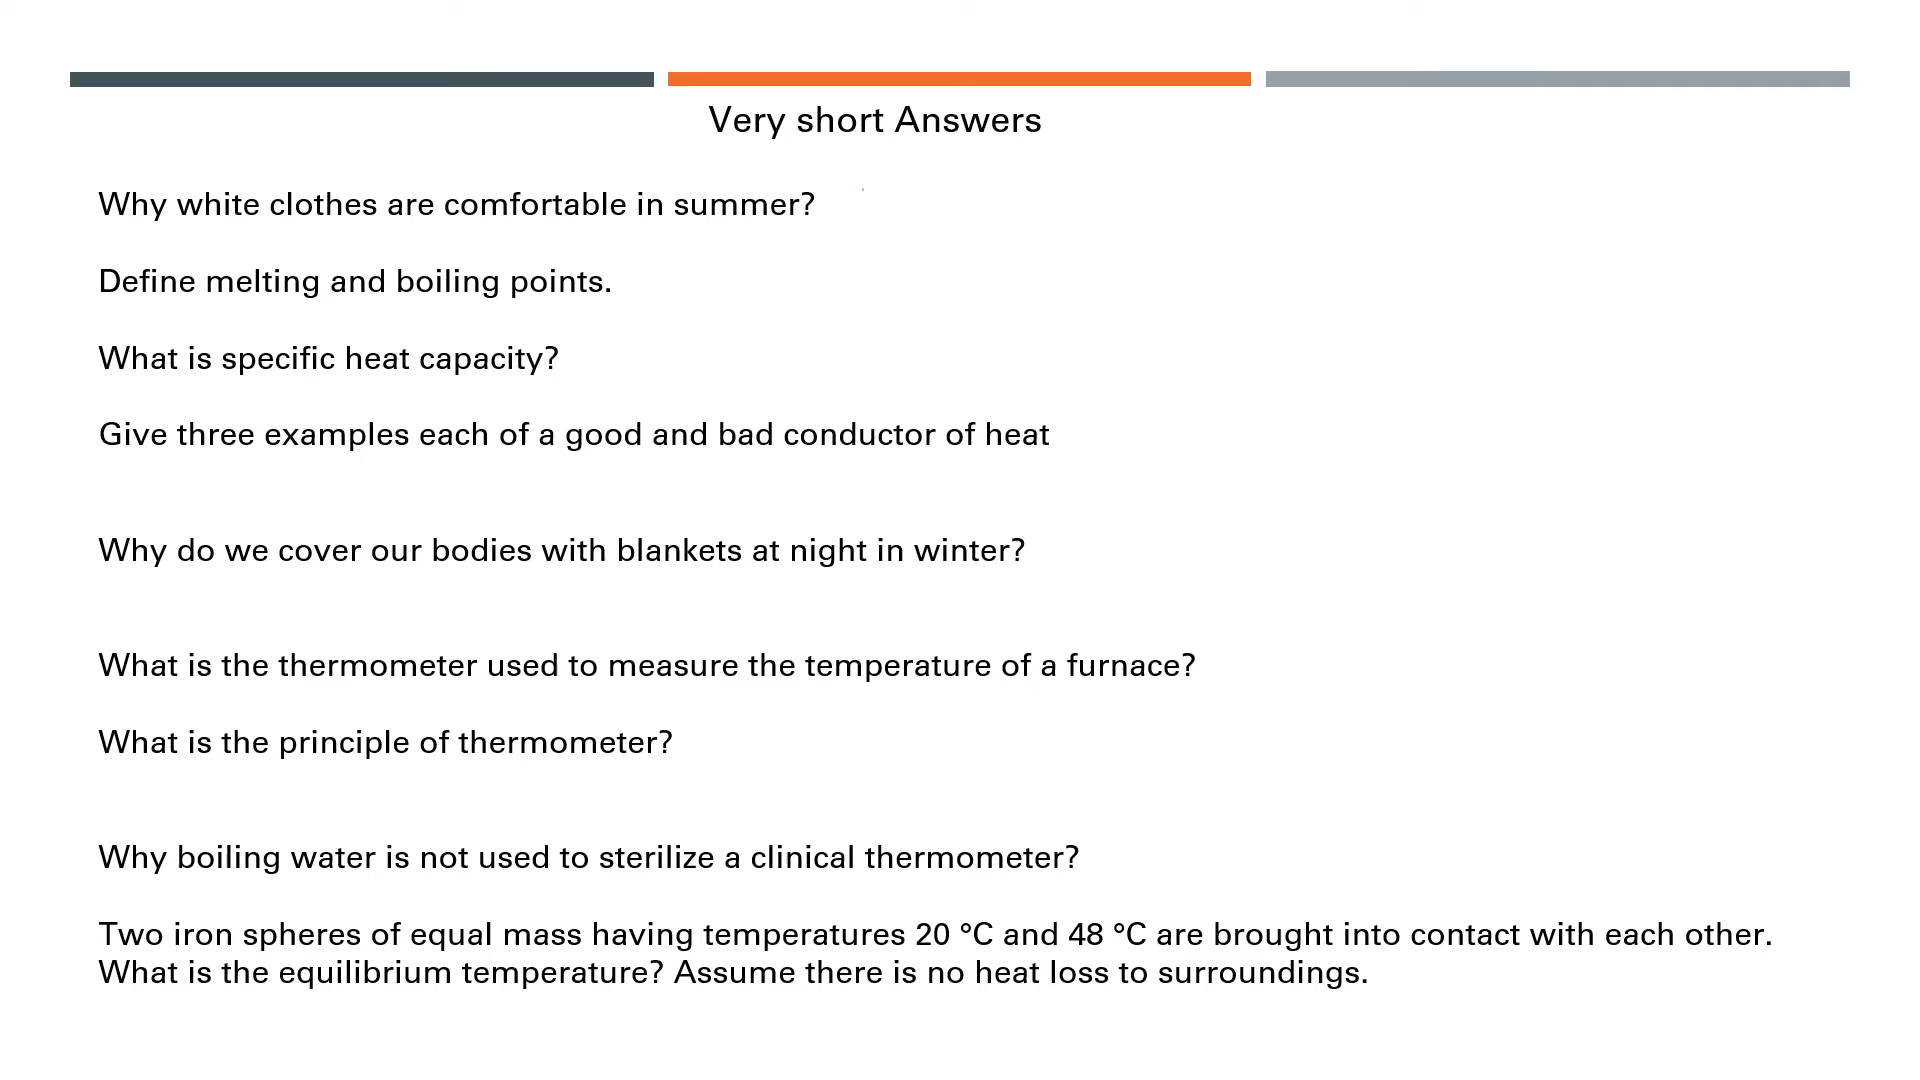 Very short Answers
Why white clothes are comfortable in summer?
Define melting and boiling points.
What is specific heat capacity?
Give three examples each of a good and bad conductor of heat
Why do we cover our bodies with blankets at night in winter?
What is the thermometer used to measure the temperature of a furnace?
What is the principle of thermometer?
Why boiling water is not used to sterilize a clinical thermometer?
Two iron spheres of equal mass having temperatures 20 °C and 48 °C are brought into contact with each other.
What is the equilibrium temperature? Assume there is no heat loss to surroundings.